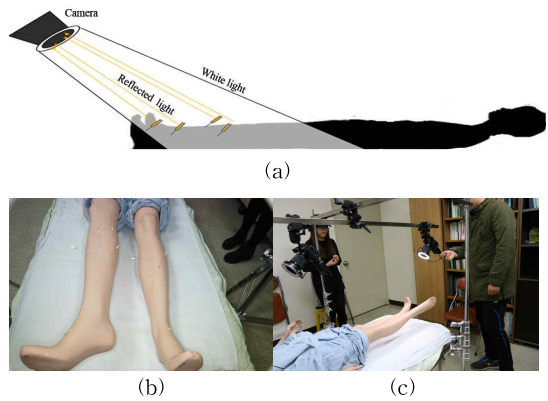 Camera
White light
Reflected light
(a)
(b)
(c)